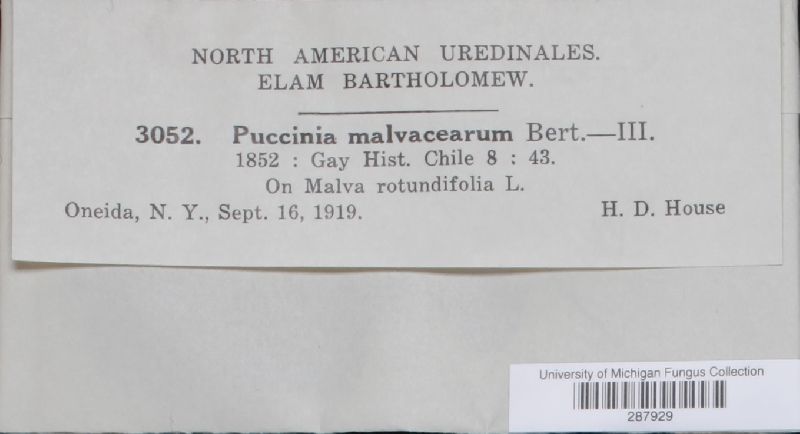 NORTH AMERICAN UREDINALES.
ELAM BARTHOLOMEW.
3052. Puccinia malvacearum Bert.—III.
1852 : Gay Hist. Chile 8 : 43.
On Malva rotundifolia L.
Oneida, N. Y., Sept. 16, 1919. H. D. House
University of Michigan Fungus Collection
287929